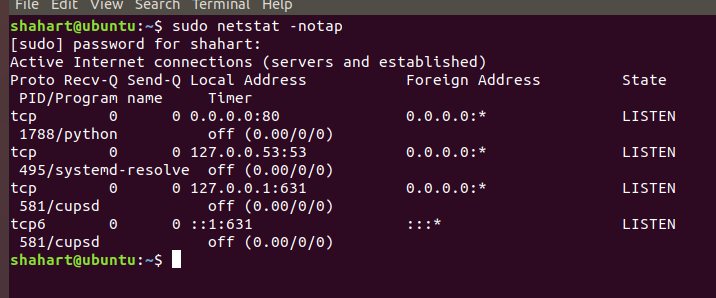 File Edit View Search Terminal Help
shahart@ubuntu:~$ sudo netstat -notap
[sudo] password for shahart:
Active Internet connections (servers and established)
Proto Recv-Q Send-Q Local Address           Foreign Address         State
 PID/Program name     Timer
tcp        0      0 0.0.0.0:80              0.0.0.0:*               LISTEN
 1788/python          off (0.00/0/0)
tcp        0      0 127.0.0.53:53           0.0.0.0:*               LISTEN
 495/systemd-resolve  off (0.00/0/0)
tcp        0      0 127.0.0.1:631           0.0.0.0:*               LISTEN
 581/cupsd            off (0.00/0/0)
tcp6       0      0 ::1:631                 :::*                    LISTEN
 581/cupsd            off (0.00/0/0)
shahart@ubuntu:~$